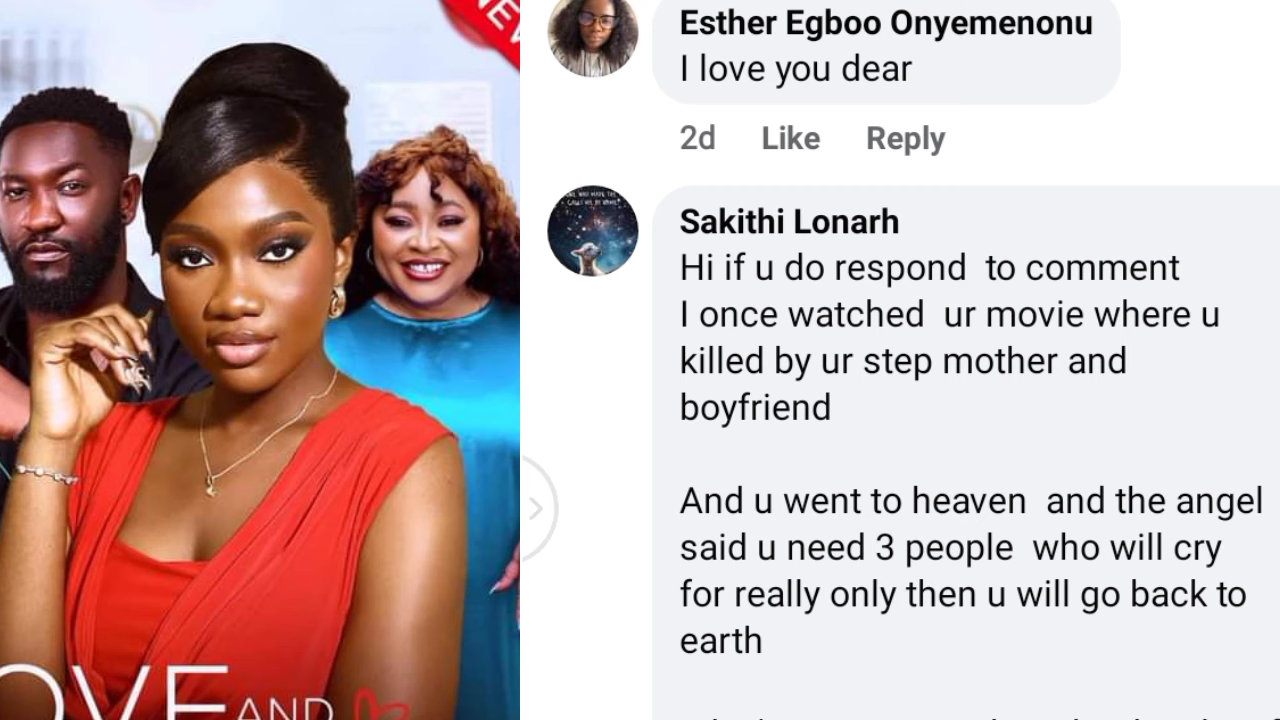 NEW
OVE AND
Esther Egboo Onyemenonu
I love you dear
2d Like Reply
Sakithi Lonarh
Hi if u do respond to comment
I once watched ur movie where u
killed by ur step mother and
boyfriend
And u went to heaven and the angel
said u need 3 people who will cry
for really only then u will go back to
earth